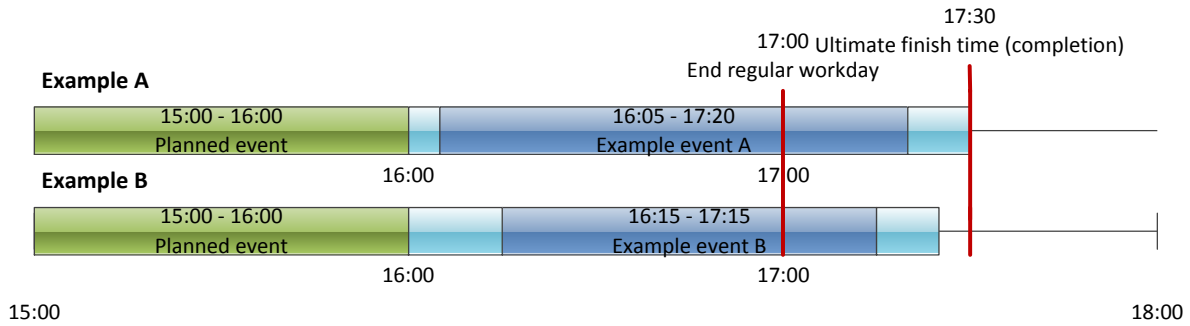 17:30
17:00 Ultimate finish time (completion)
End regular workday
Example A
15:00 - 16:00
Planned event
16:05 - 17:20
Example event A
16:00
17:00
Example B
15:00 - 16:00
Planned event
16:15 - 17:15
Example event B
16:00
17:00
15:00
18:00